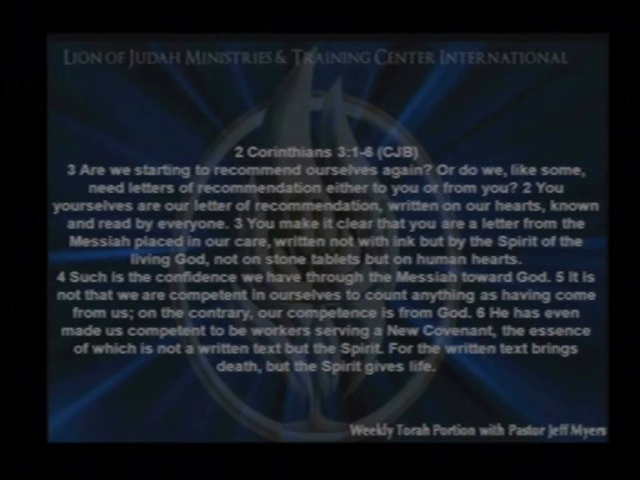 LION OF JUDAH MINISTRIES & TRAINING CENTER INTERNATIONAL
2 Corinthians 3:1-6 (CJB)
3 Are we starting to recommend ourselves again? Or do we, like some,
need letters of recommendation either to you or from you? 2 You
yourselves are our letter of recommendation, written on our hearts, known
and read by everyone. 3 You make it clear that you are a letter from the
Messiah placed in our care, written not with ink but by the Spirit of the
living God, not on stone tablets but on human hearts.
4 Such is the confidence we have through the Messiah toward God. 5 It is
not that we are competent in ourselves to count anything as having come
from us; on the contrary, our competence is from God. 6 He has even
made us competent to be workers serving a New Covenant, the essence
of which is not a written text but the Spirit. For the written text brings
death, but the Spirit gives life.
Weekly Torah Portion with Pastor Jeff Myers